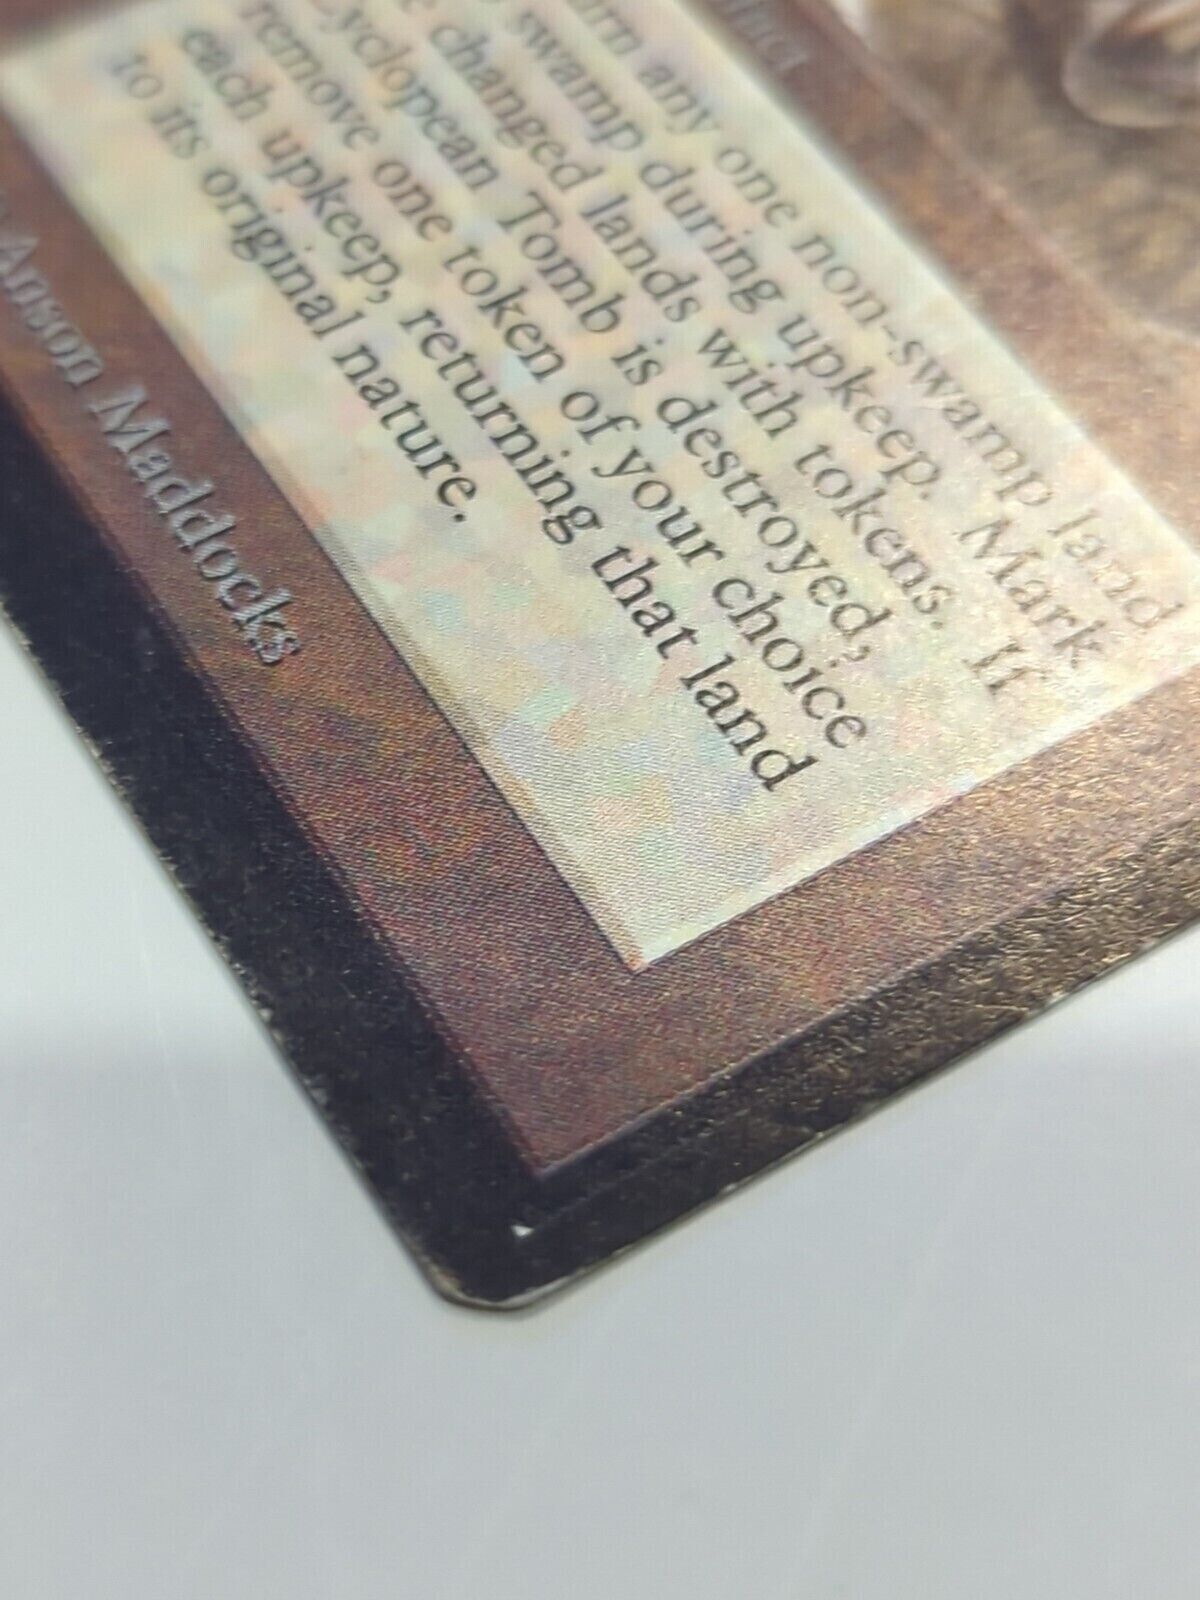 urn any one non-swamp land
swamp during upkeep. Mark
changed lands with tokens. If
Cyclopean Tomb is destroyed,
remove one token of your choice
each upkeep, returning that land
to its original nature.
Anson Maddocks